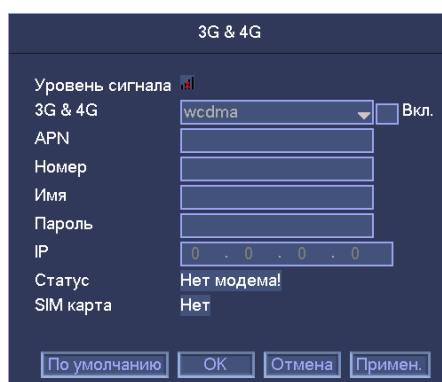 3G & 4G
Уровень сигнала
3G & 4G wcdma Вкл.
APN
Номер
Имя
Пароль
IP 0 . 0 . 0 . 0
Статус Нет модема!
SIM карта Нет
По умолчанию OK Отмена Примен.